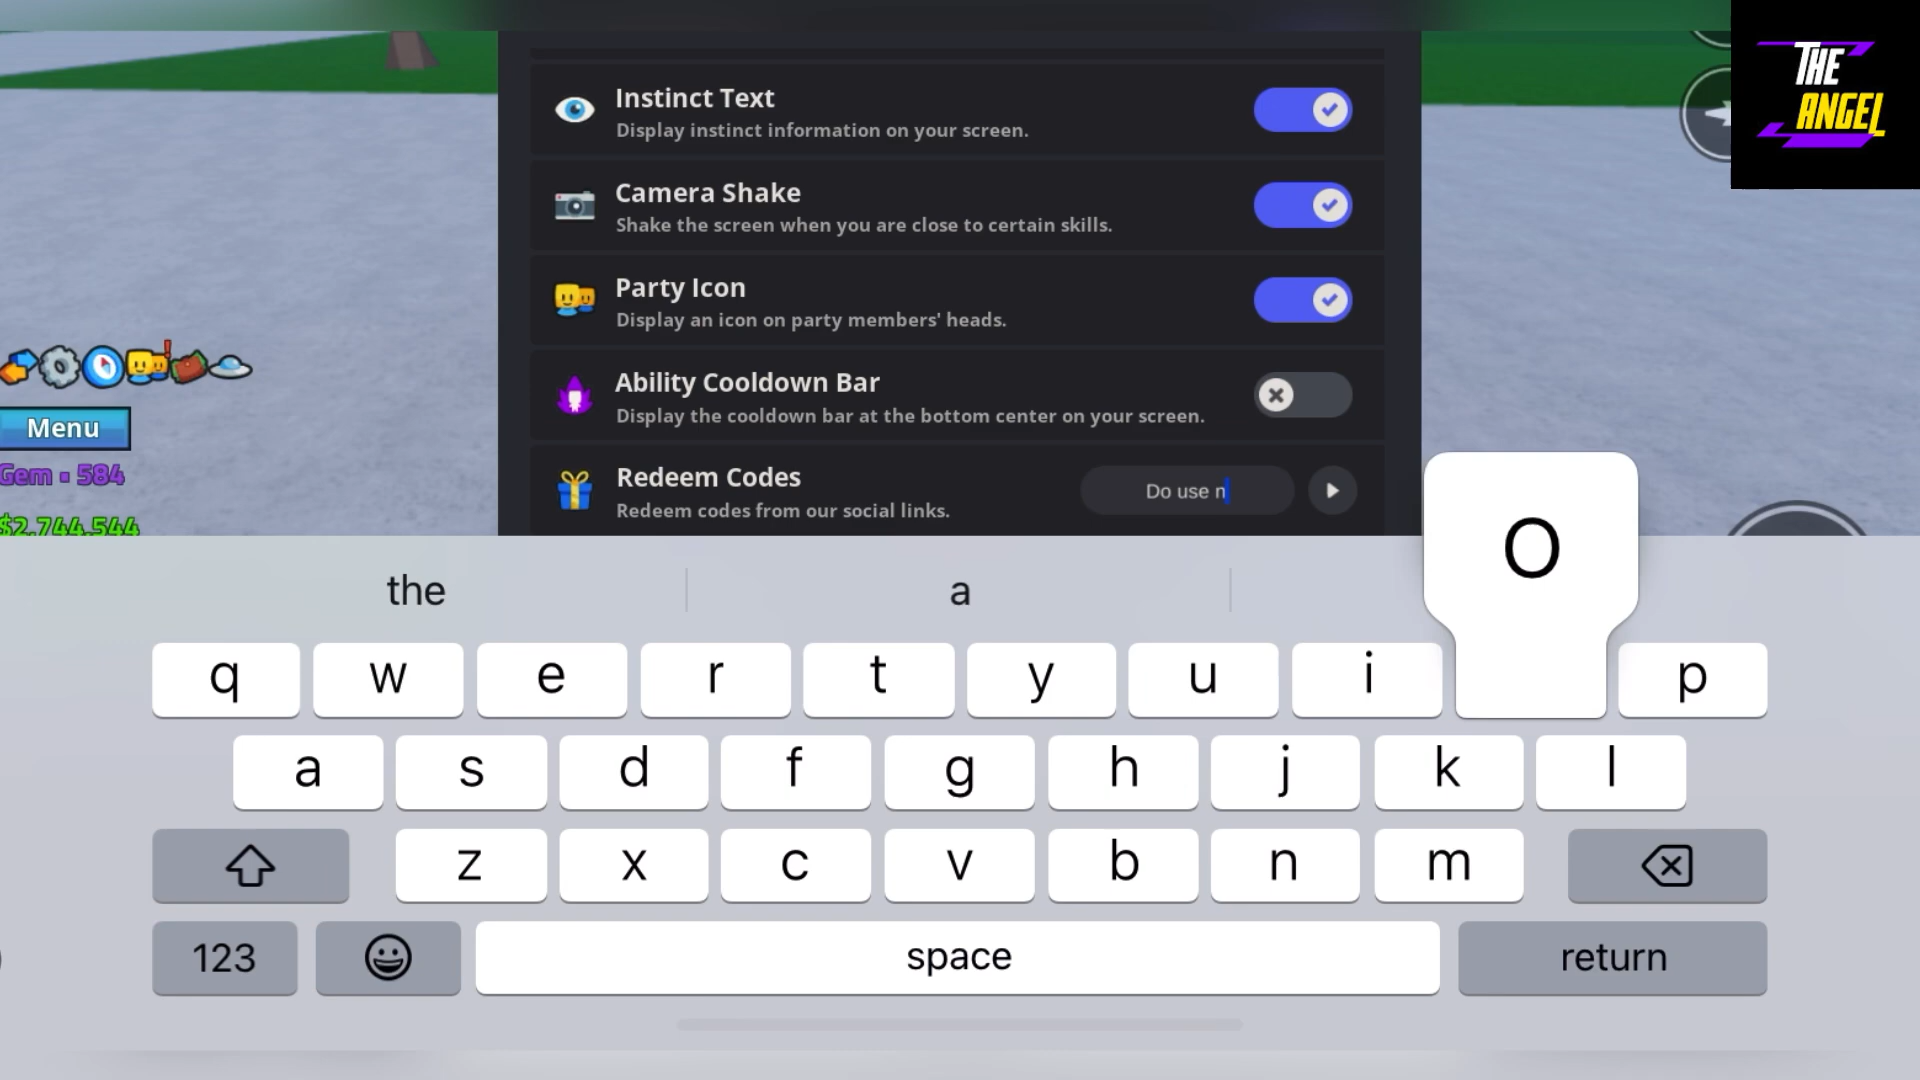 THE
ANGEL
Instinct Text
Display instinct information on your screen.
Camera Shake
Shake the screen when you are close to certain skills.
Party Icon
Display an icon on party members' heads.
Ability Cooldown Bar
Display the cooldown bar at the bottom center on your screen.
Redeem Codes
Redeem codes from our social links.
Do use n
Menu
Gem • 584
$2,744,544
the
a
O
q w e r t y u i p
a s d f g h j k l
z x c v b n m
123
space
return